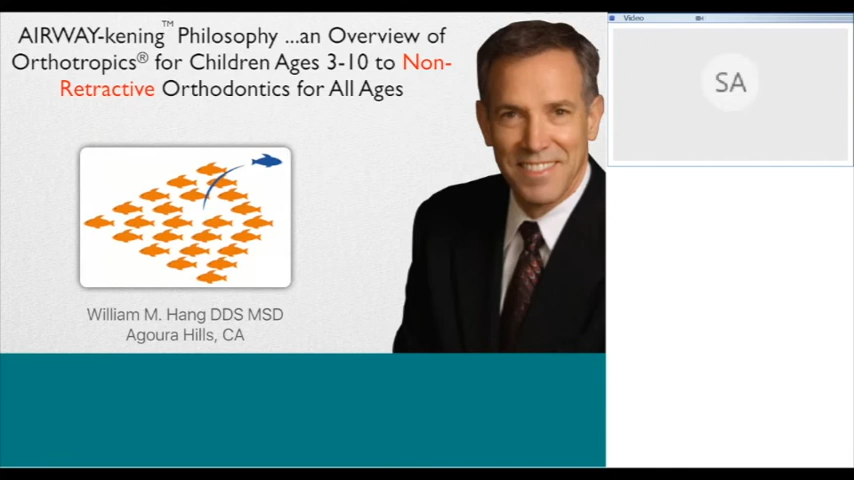 AIRWAY-kening™ Philosophy ...an Overview of
Orthotropics® for Children Ages 3-10 to Non-
Retractive Orthodontics for All Ages
William M. Hang DDS MSD
Agoura Hills, CA
Video
SA